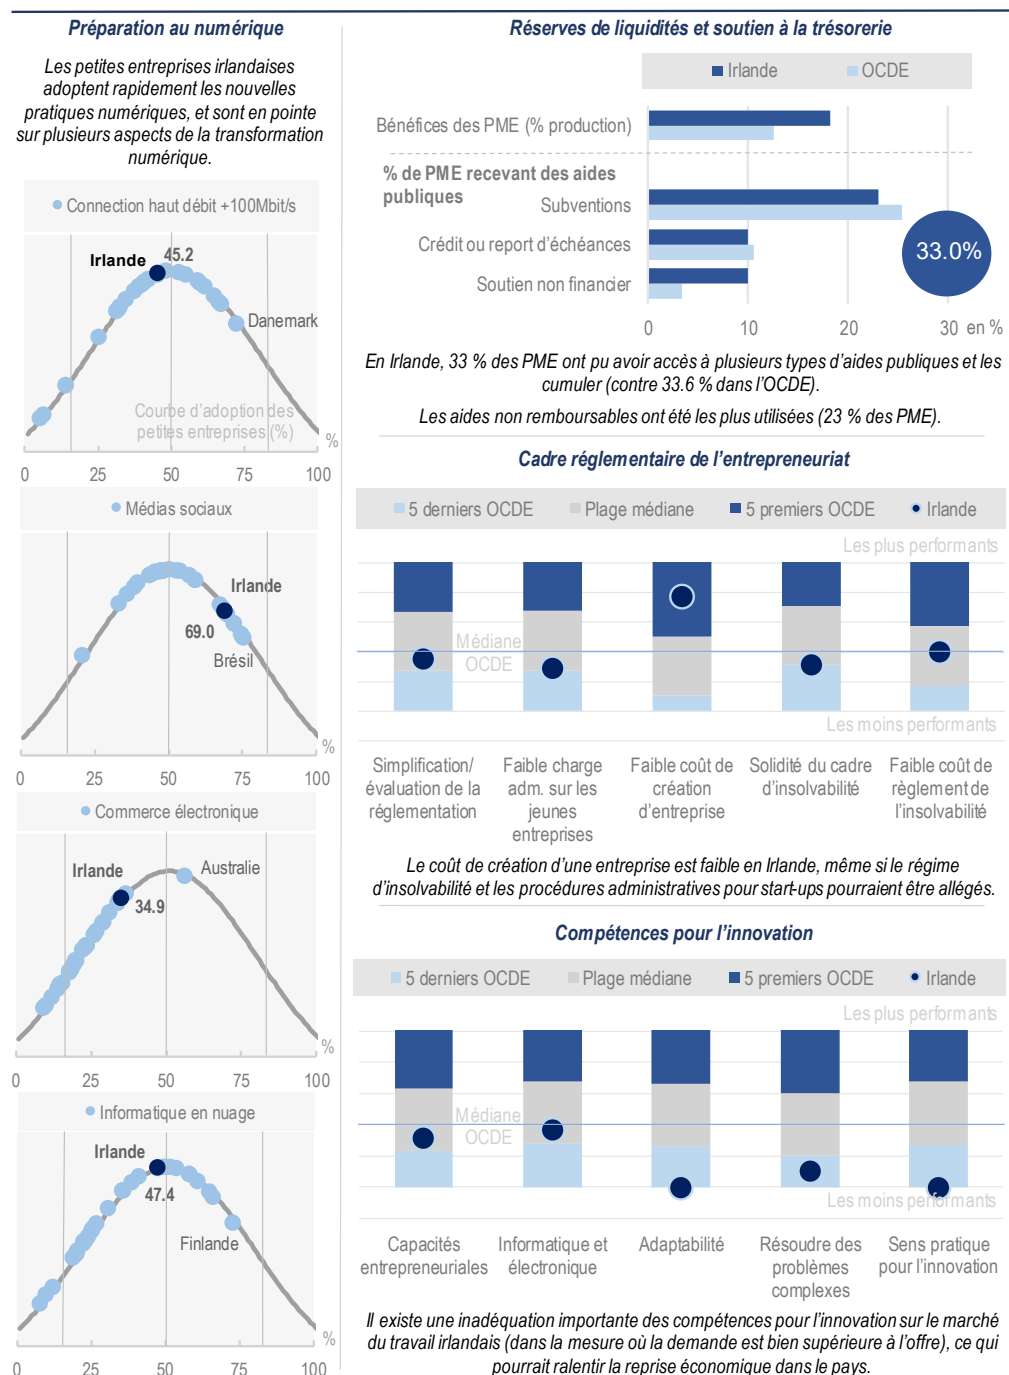 Préparation au numérique
Les petites entreprises irlandaises
adoptent rapidement les nouvelles
pratiques numériques, et sont en pointe
sur plusieurs aspects de la transformation
numérique.
Connection haut débit +100Mbit/s
Irlande
45.2
Danemark
Courbe d'adoption des
petites entreprises (%)
%
0 25 50 75 100
Médias sociaux
Irlande
69.0
Brésil
%
0 25 50 75 100
Commerce électronique
Irlande
Australie
34.9
%
0 25 50 75 100
Informatique en nuage
Irlande
47.4
Finlande
%
0 25 50 75 100
Réserves de liquidités et soutien à la trésorerie
Irlande OCDE
Bénéfices des PME (% production)
% de PME recevant des aides
publiques
Subventions
Crédit ou report d'échéances
Soutien non financier
33.0%
0 10 20 30 en %
En Irlande, 33 % des PME ont pu avoir accès à plusieurs types d'aides publiques et les
cumuler (contre 33.6 % dans l'OCDE).
Les aides non remboursables ont été les plus utilisées (23 % des PME).
Cadre réglementaire de l'entrepreneuriat
5 derniers OCDE Plage médiane 5 premiers OCDE Irlande
Les plus performants
Médiane
OCDE
Les moins performants
Simplification/
évaluation de la
réglementation
Faible charge
adm. sur les
jeunes
entreprises
Faible coût de
création
d'entreprise
Solidité du cadre
d'insolvabilité
Faible coût de
règlement de
l'insolvabilité
Le coût de création d'une entreprise est faible en Irlande, même si le régime
d'insolvabilité et les procédures administratives pour start-ups pourraient être allégés.
Compétences pour l'innovation
5 derniers OCDE Plage médiane 5 premiers OCDE Irlande
Les plus performants
Médiane
OCDE
Les moins performants
Capacités
entrepreneuriales
Informatique et
électronique
Adaptabilité
Résoudre des
problèmes
complexes
Sens pratique
pour l'innovation
Il existe une inadéquation importante des compétences pour l'innovation sur le marché
du travail irlandais (dans la mesure où la demande est bien supérieure à l'offre), ce qui
pourrait ralentir la reprise économique dans le pays.